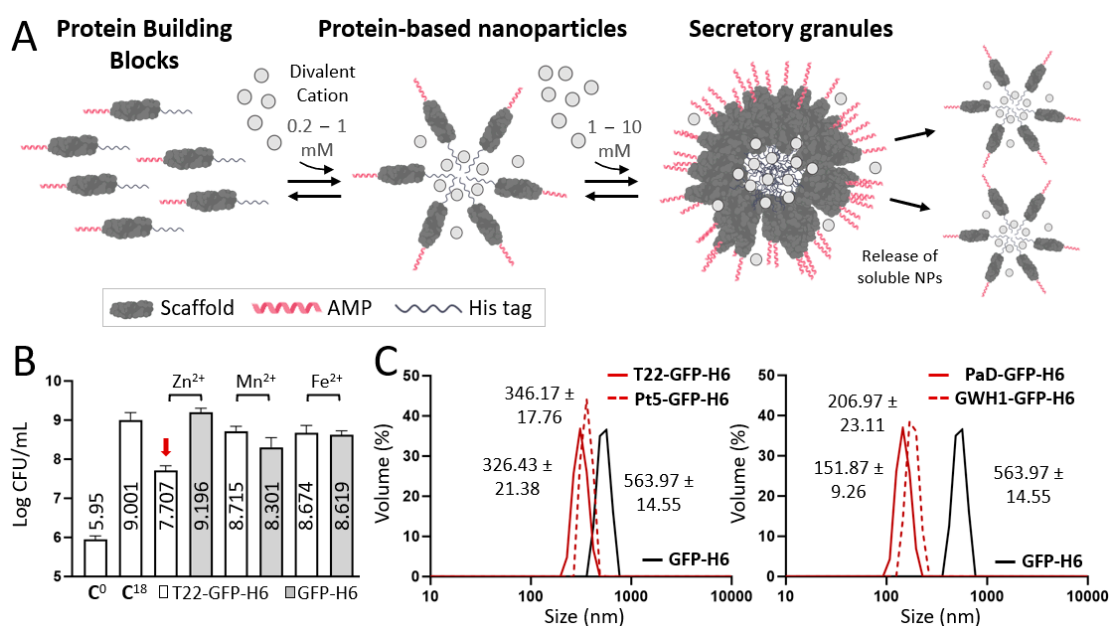 A
Protein Building
Blocks
Protein-based nanoparticles
Secretory granules
Divalent
Cation
0.2 – 1
mM
1 – 10
mM
Release of
soluble NPs
Scaffold AMP His tag
B
Log CFU/mL
10
9
8
7
6
5
Zn²⁺ Mn²⁺ Fe²⁺
5.95
9.001
7.707
9.196
8.715
8.301
8.674
8.619
C⁰ C¹⁸ T22-GFP-H6 GFP-H6
C
Volume (%)
50
40
30
20
10
0
T22-GFP-H6
Pt5-GFP-H6
346.17 ±
17.76
326.43 ±
21.38
563.97 ±
14.55
GFP-H6
10 100 1000 10000
Size (nm)
Volume (%)
50
40
30
20
10
0
PaD-GFP-H6
GWH1-GFP-H6
206.97 ±
23.11
151.87 ±
9.26
563.97 ±
14.55
GFP-H6
10 100 1000 10000
Size (nm)